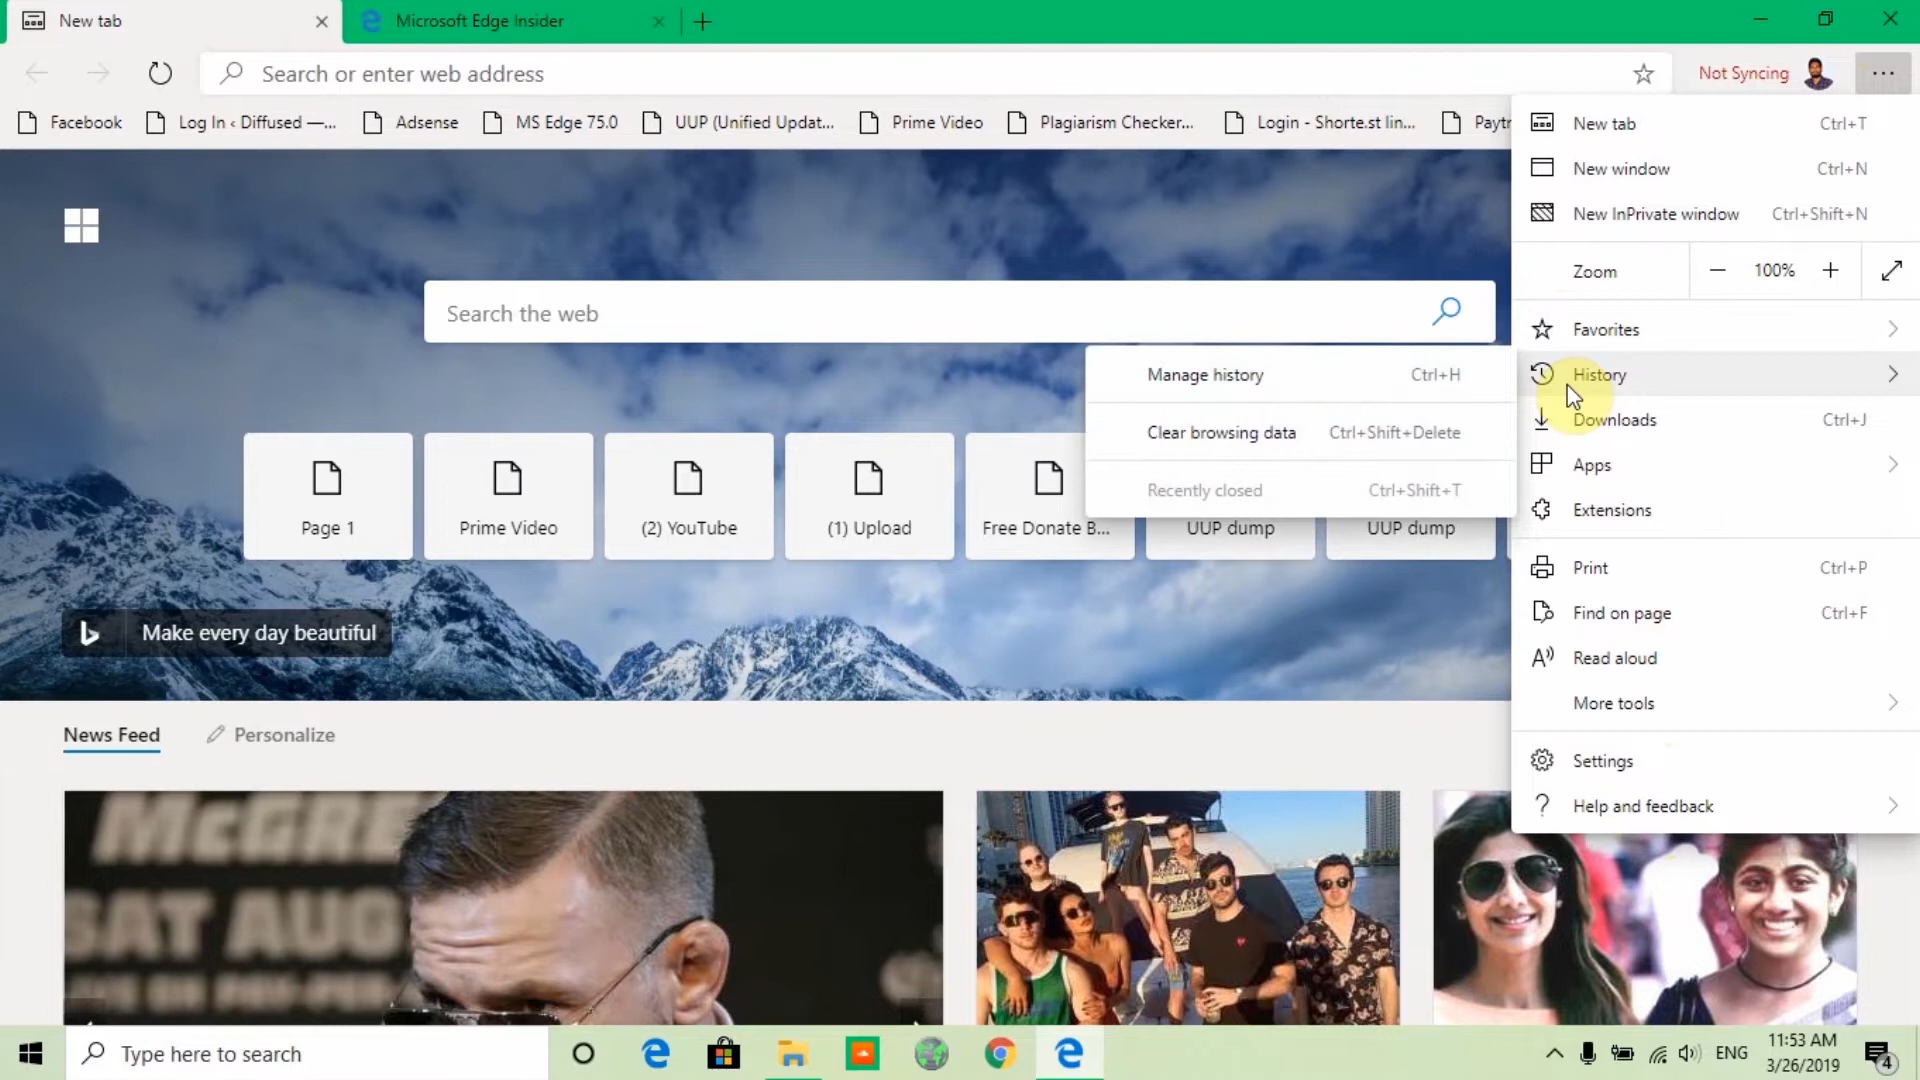 New tab
Microsoft Edge Insider
Search or enter web address
Not Syncing
Facebook
Log In ‹ Diffused —...
Adsense
MS Edge 75.0
UUP (Unified Updat...
Prime Video
Plagiarism Checker...
Login - Shorte.st lin...
Paytr
New tab Ctrl+T
New window Ctrl+N
New InPrivate window Ctrl+Shift+N
Zoom 100%
Favorites
History
Downloads Ctrl+J
Apps
Extensions
Print Ctrl+P
Find on page Ctrl+F
Read aloud
More tools
Settings
Help and feedback
Manage history Ctrl+H
Clear browsing data Ctrl+Shift+Delete
Recently closed Ctrl+Shift+T
Search the web
Page 1
Prime Video
(2) YouTube
(1) Upload
Free Donate B...
UUP dump
UUP dump
Make every day beautiful
News Feed
Personalize
McGRE
SAT AUG
Type here to search
ENG
11:53 AM
3/26/2019
4